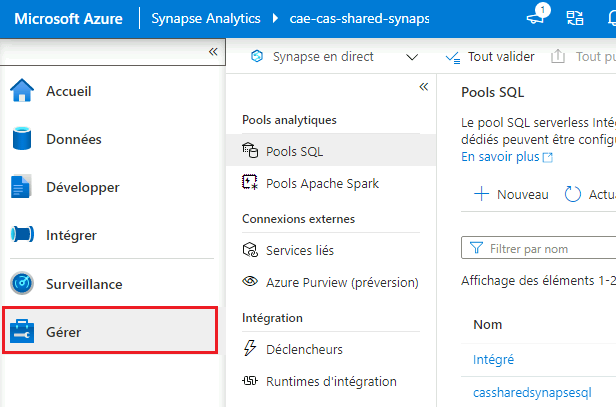 Microsoft Azure
Synapse Analytics
cae-cas-shared-synaps
1
Accueil
Données
Développer
Intégrer
Surveillance
Gérer
Synapse en direct
Tout valider
Tout pu
Pools analytiques
Pools SQL
Pools Apache Spark
Connexions externes
Services liés
Azure Purview (préversion)
Intégration
Déclencheurs
Runtimes d'intégration
Pools SQL
Le pool SQL serverless Inté
dédiés peuvent être configu
En savoir plus
Nouveau
Actua
Filtrer par nom
Affichage des éléments 1-2
Nom
Intégré
cassharedsynapsesql